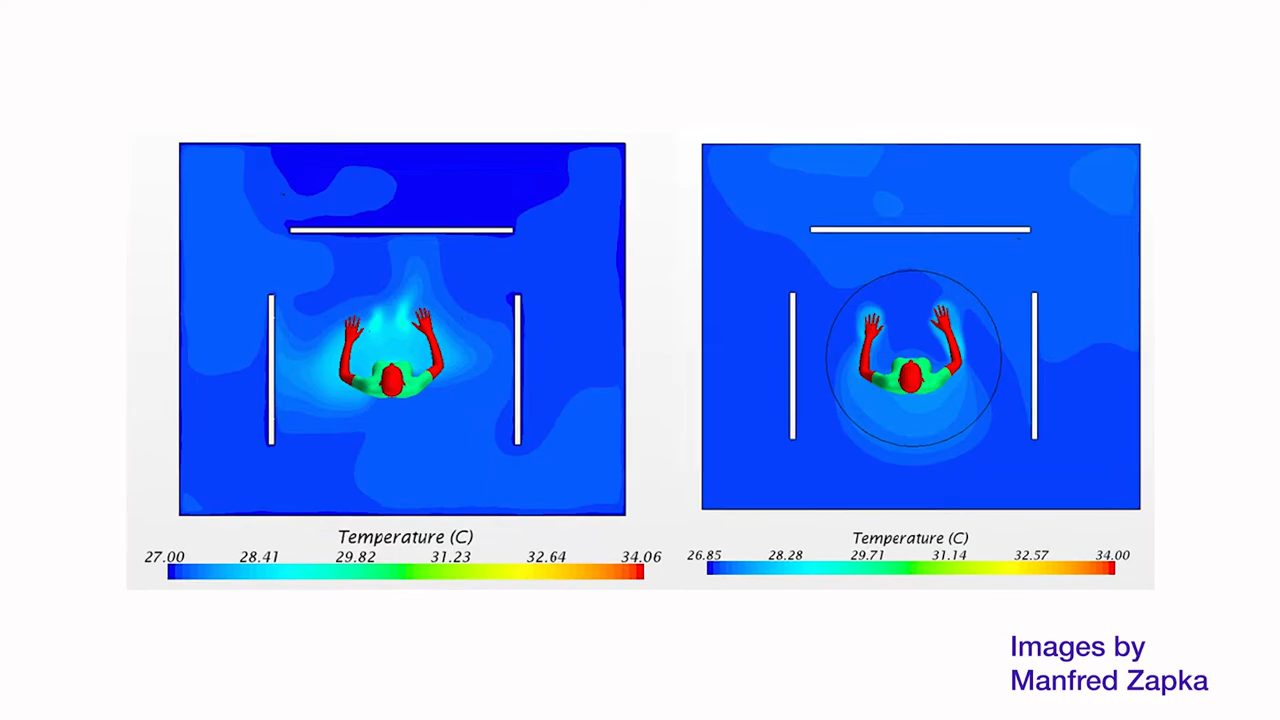 Temperature (C)
27.00 28.41 29.82 31.23 32.64 34.06
Temperature (C)
26.85 28.28 29.71 31.14 32.57 34.00
Images by
Manfred Zapka